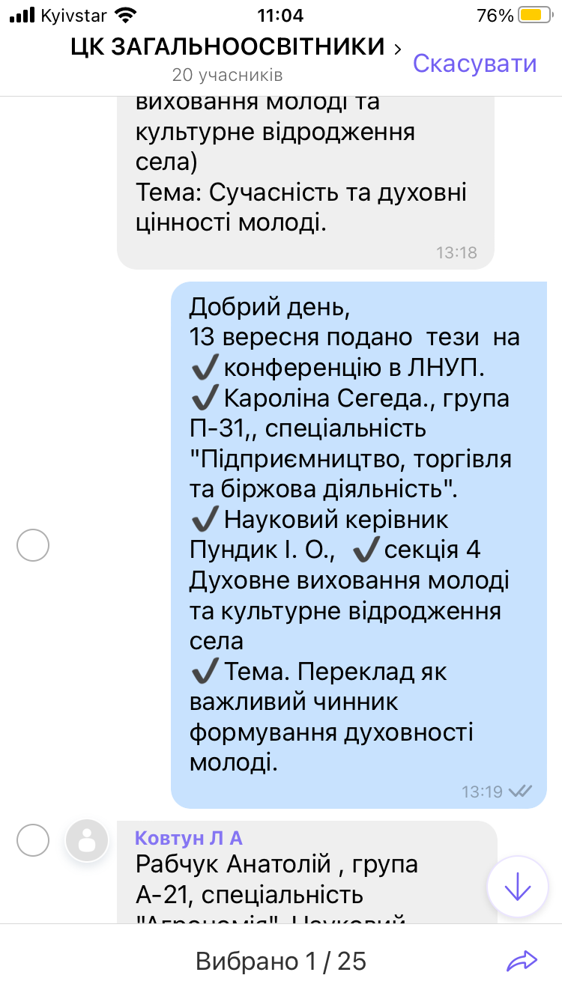 Kyivstar 11:04 76%
ЦК ЗАГАЛЬНООСВІТНИКИ ›
20 учасників
Скасувати
виховання молоді та
культурне відродження
села)
Тема: Сучасність та духовні
цінності молоді.
13:18
Добрий день,
13 вересня подано  тези  на
✔конференцію в ЛНУП.
✔Кароліна Сегеда., група
П-31,, спеціальність
"Підприємництво, торгівля
та біржова діяльність".
✔Науковий керівник
Пундик І. О.,  ✔секція 4
Духовне виховання молоді
та культурне відродження
села
✔Тема. Переклад як
важливий чинник
формування духовності
молоді.
13:19
Ковтун Л А
Рабчук Анатолій , група
А-21, спеціальність
"Агрономія". Науковий
Вибрано 1 / 25